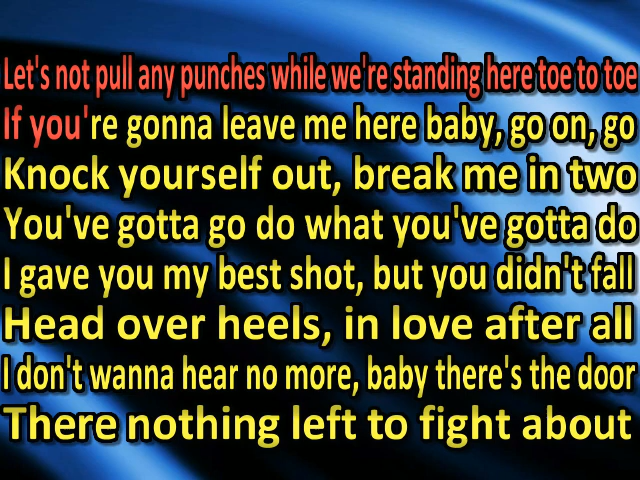 Let's not pull any punches while we're standing here toe to toe
If you're gonna leave me here baby, go on, go
Knock yourself out, break me in two
You've gotta go do what you've gotta do
I gave you my best shot, but you didn't fall
Head over heels, in love after all
I don't wanna hear no more, baby there's the door
There nothing left to fight about